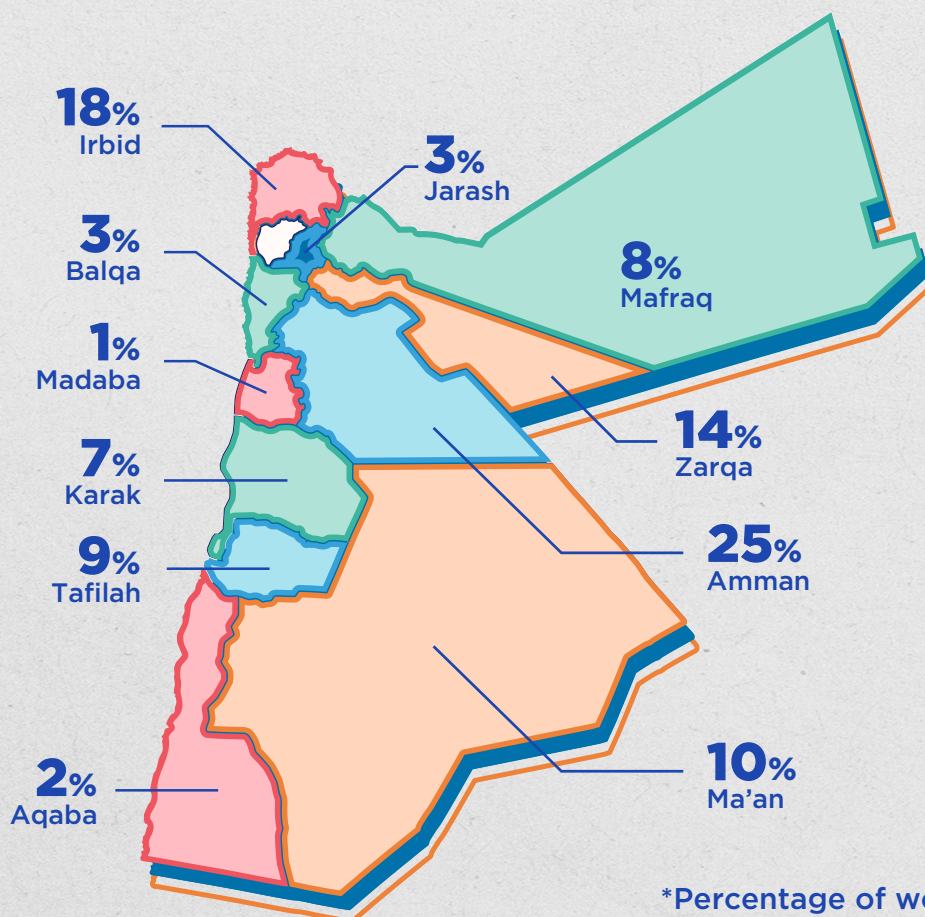 18%
Irbid
3%
Jarash
3%
Balqa
8%
Mafraq
1%
Madaba
14%
Zarqa
7%
Karak
25%
Amman
9%
Tafilah
10%
Ma’an
2%
Aqaba
*Percentage of